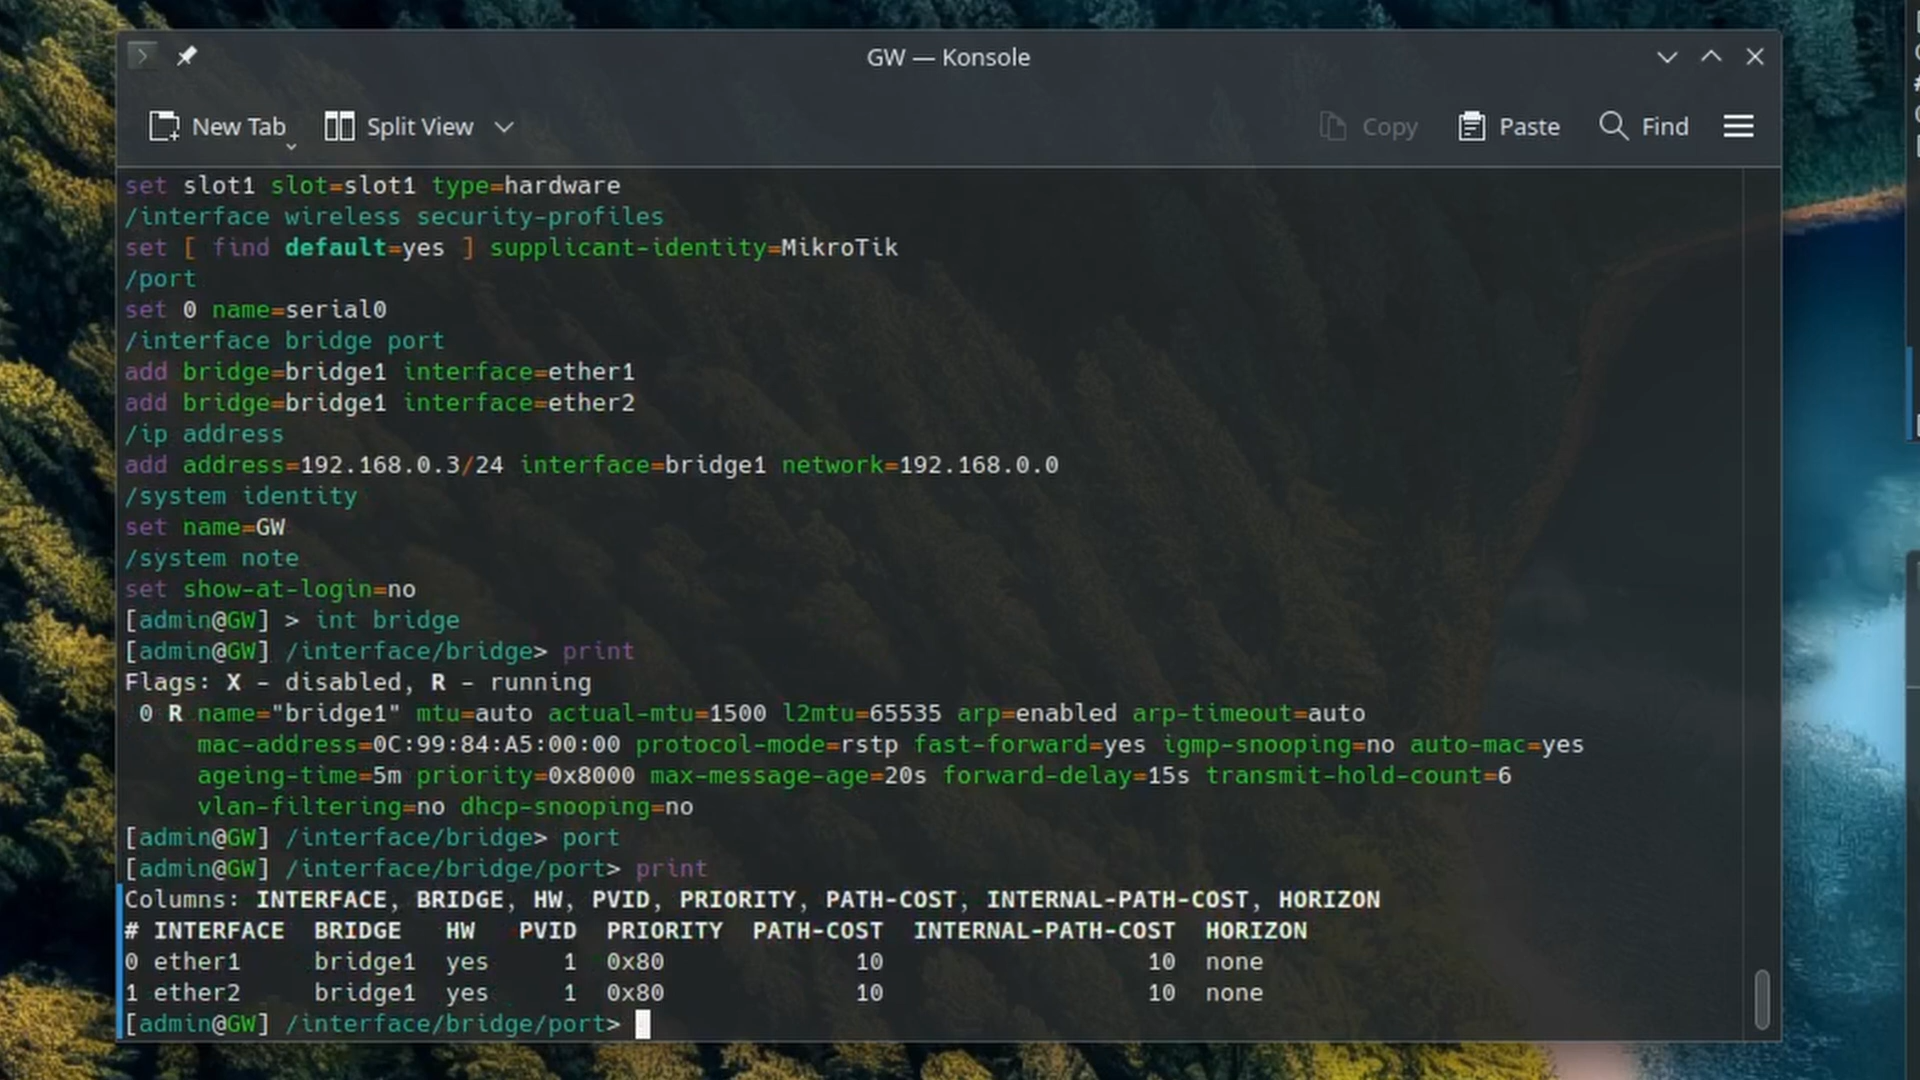 GW — Konsole
New Tab Split View Copy Paste Find
set slot1 slot=slot1 type=hardware
/interface wireless security-profiles
set [ find default=yes ] supplicant-identity=MikroTik
/port
set 0 name=serial0
/interface bridge port
add bridge=bridge1 interface=ether1
add bridge=bridge1 interface=ether2
/ip address
add address=192.168.0.3/24 interface=bridge1 network=192.168.0.0
/system identity
set name=GW
/system note
set show-at-login=no
[admin@GW] > int bridge
[admin@GW] /interface/bridge> print
Flags: X - disabled, R - running
0 R name="bridge1" mtu=auto actual-mtu=1500 l2mtu=65535 arp=enabled arp-timeout=auto
mac-address=0C:99:84:A5:00:00 protocol-mode=rstp fast-forward=yes igmp-snooping=no auto-mac=yes
ageing-time=5m priority=0x8000 max-message-age=20s forward-delay=15s transmit-hold-count=6
vlan-filtering=no dhcp-snooping=no
[admin@GW] /interface/bridge> port
[admin@GW] /interface/bridge/port> print
Columns: INTERFACE, BRIDGE, HW, PVID, PRIORITY, PATH-COST, INTERNAL-PATH-COST, HORIZON
# INTERFACE BRIDGE HW PVID PRIORITY PATH-COST INTERNAL-PATH-COST HORIZON
0 ether1 bridge1 yes 1 0x80 10 10 none
1 ether2 bridge1 yes 1 0x80 10 10 none
[admin@GW] /interface/bridge/port>